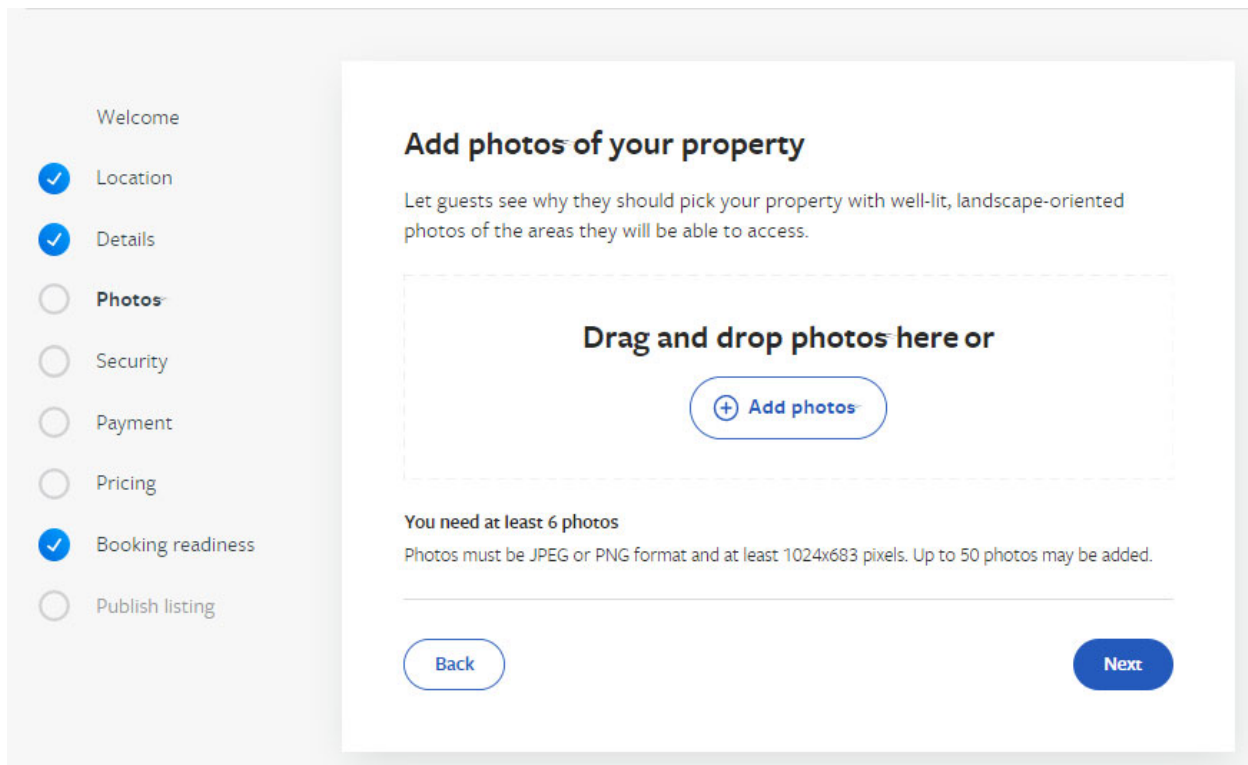 Welcome
Location
Details
Photos
Security
Payment
Pricing
Booking readiness
Publish listing
Add photos of your property
Let guests see why they should pick your property with well-lit, landscape-oriented
photos of the areas they will be able to access.
Drag and drop photos here or
Add photos
You need at least 6 photos
Photos must be JPEG or PNG format and at least 1024x683 pixels. Up to 50 photos may be added.
Back
Next